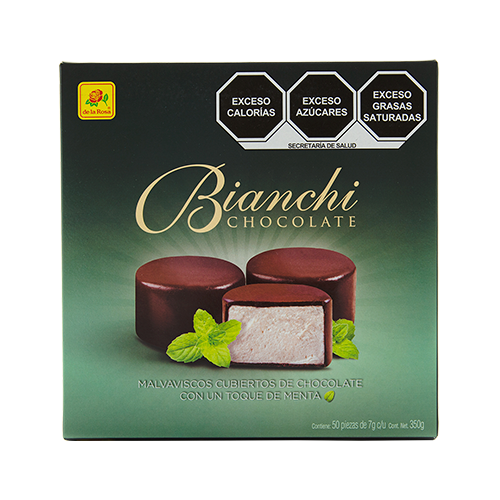 de la Rosa
EXCESO CALORÍAS
EXCESO AZÚCARES
EXCESO GRASAS SATURADAS
SECRETARÍA DE SALUD
Bianchi
CHOCOLATE
MALVAVISCOS CUBIERTOS DE CHOCOLATE
CON UN TOQUE DE MENTA
Contiene: 50 piezas de 7g c/u Cont. Net. 350g